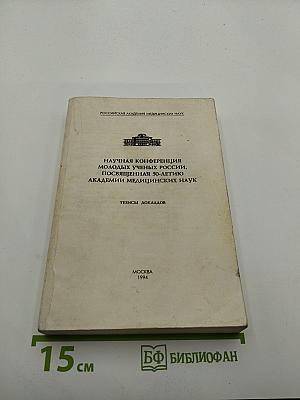 РОССИЙСКАЯ АКАДЕМИЯ МЕДИЦИНСКИХ НАУК
НАУЧНАЯ КОНФЕРЕНЦИЯ
МОЛОДЫХ УЧЕНЫХ РОССИИ,
ПОСВЯЩЕННАЯ 50-ЛЕТИЮ
АКАДЕМИИ МЕДИЦИНСКИХ НАУК
ТЕЗИСЫ ДОКЛАДОВ
МОСКВА
1994
15 см
БФ БИБЛИОФАН